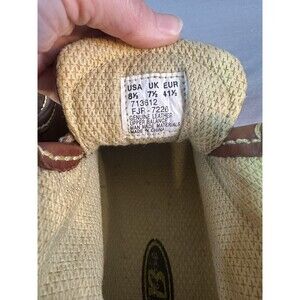 USA UK EUR
8½ 7½ 41½
713612
FJR - 7226
GENUINE LEATHER
UPPER BALANCE
MAN MADE MATERIALS
MADE IN CHINA